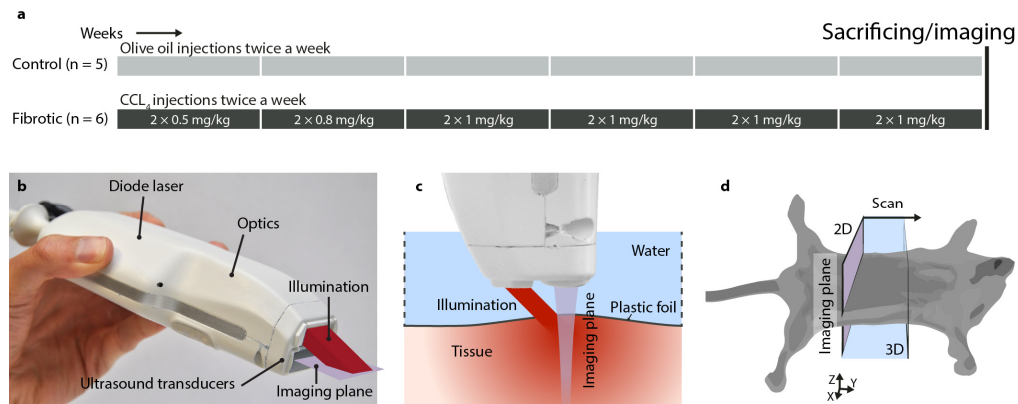 a
Weeks
Sacrificing/imaging
Olive oil injections twice a week
Control (n = 5)
CCL4 injections twice a week
Fibrotic (n = 6)
2 × 0.5 mg/kg
2 × 0.8 mg/kg
2 × 1 mg/kg
2 × 1 mg/kg
2 × 1 mg/kg
2 × 1 mg/kg
b
Diode laser
Optics
Illumination
Ultrasound transducers
Imaging plane
c
Water
Illumination
Plastic foil
Tissue
Imaging plane
d
Scan
2D
Imaging plane
3D
Z
Y
X